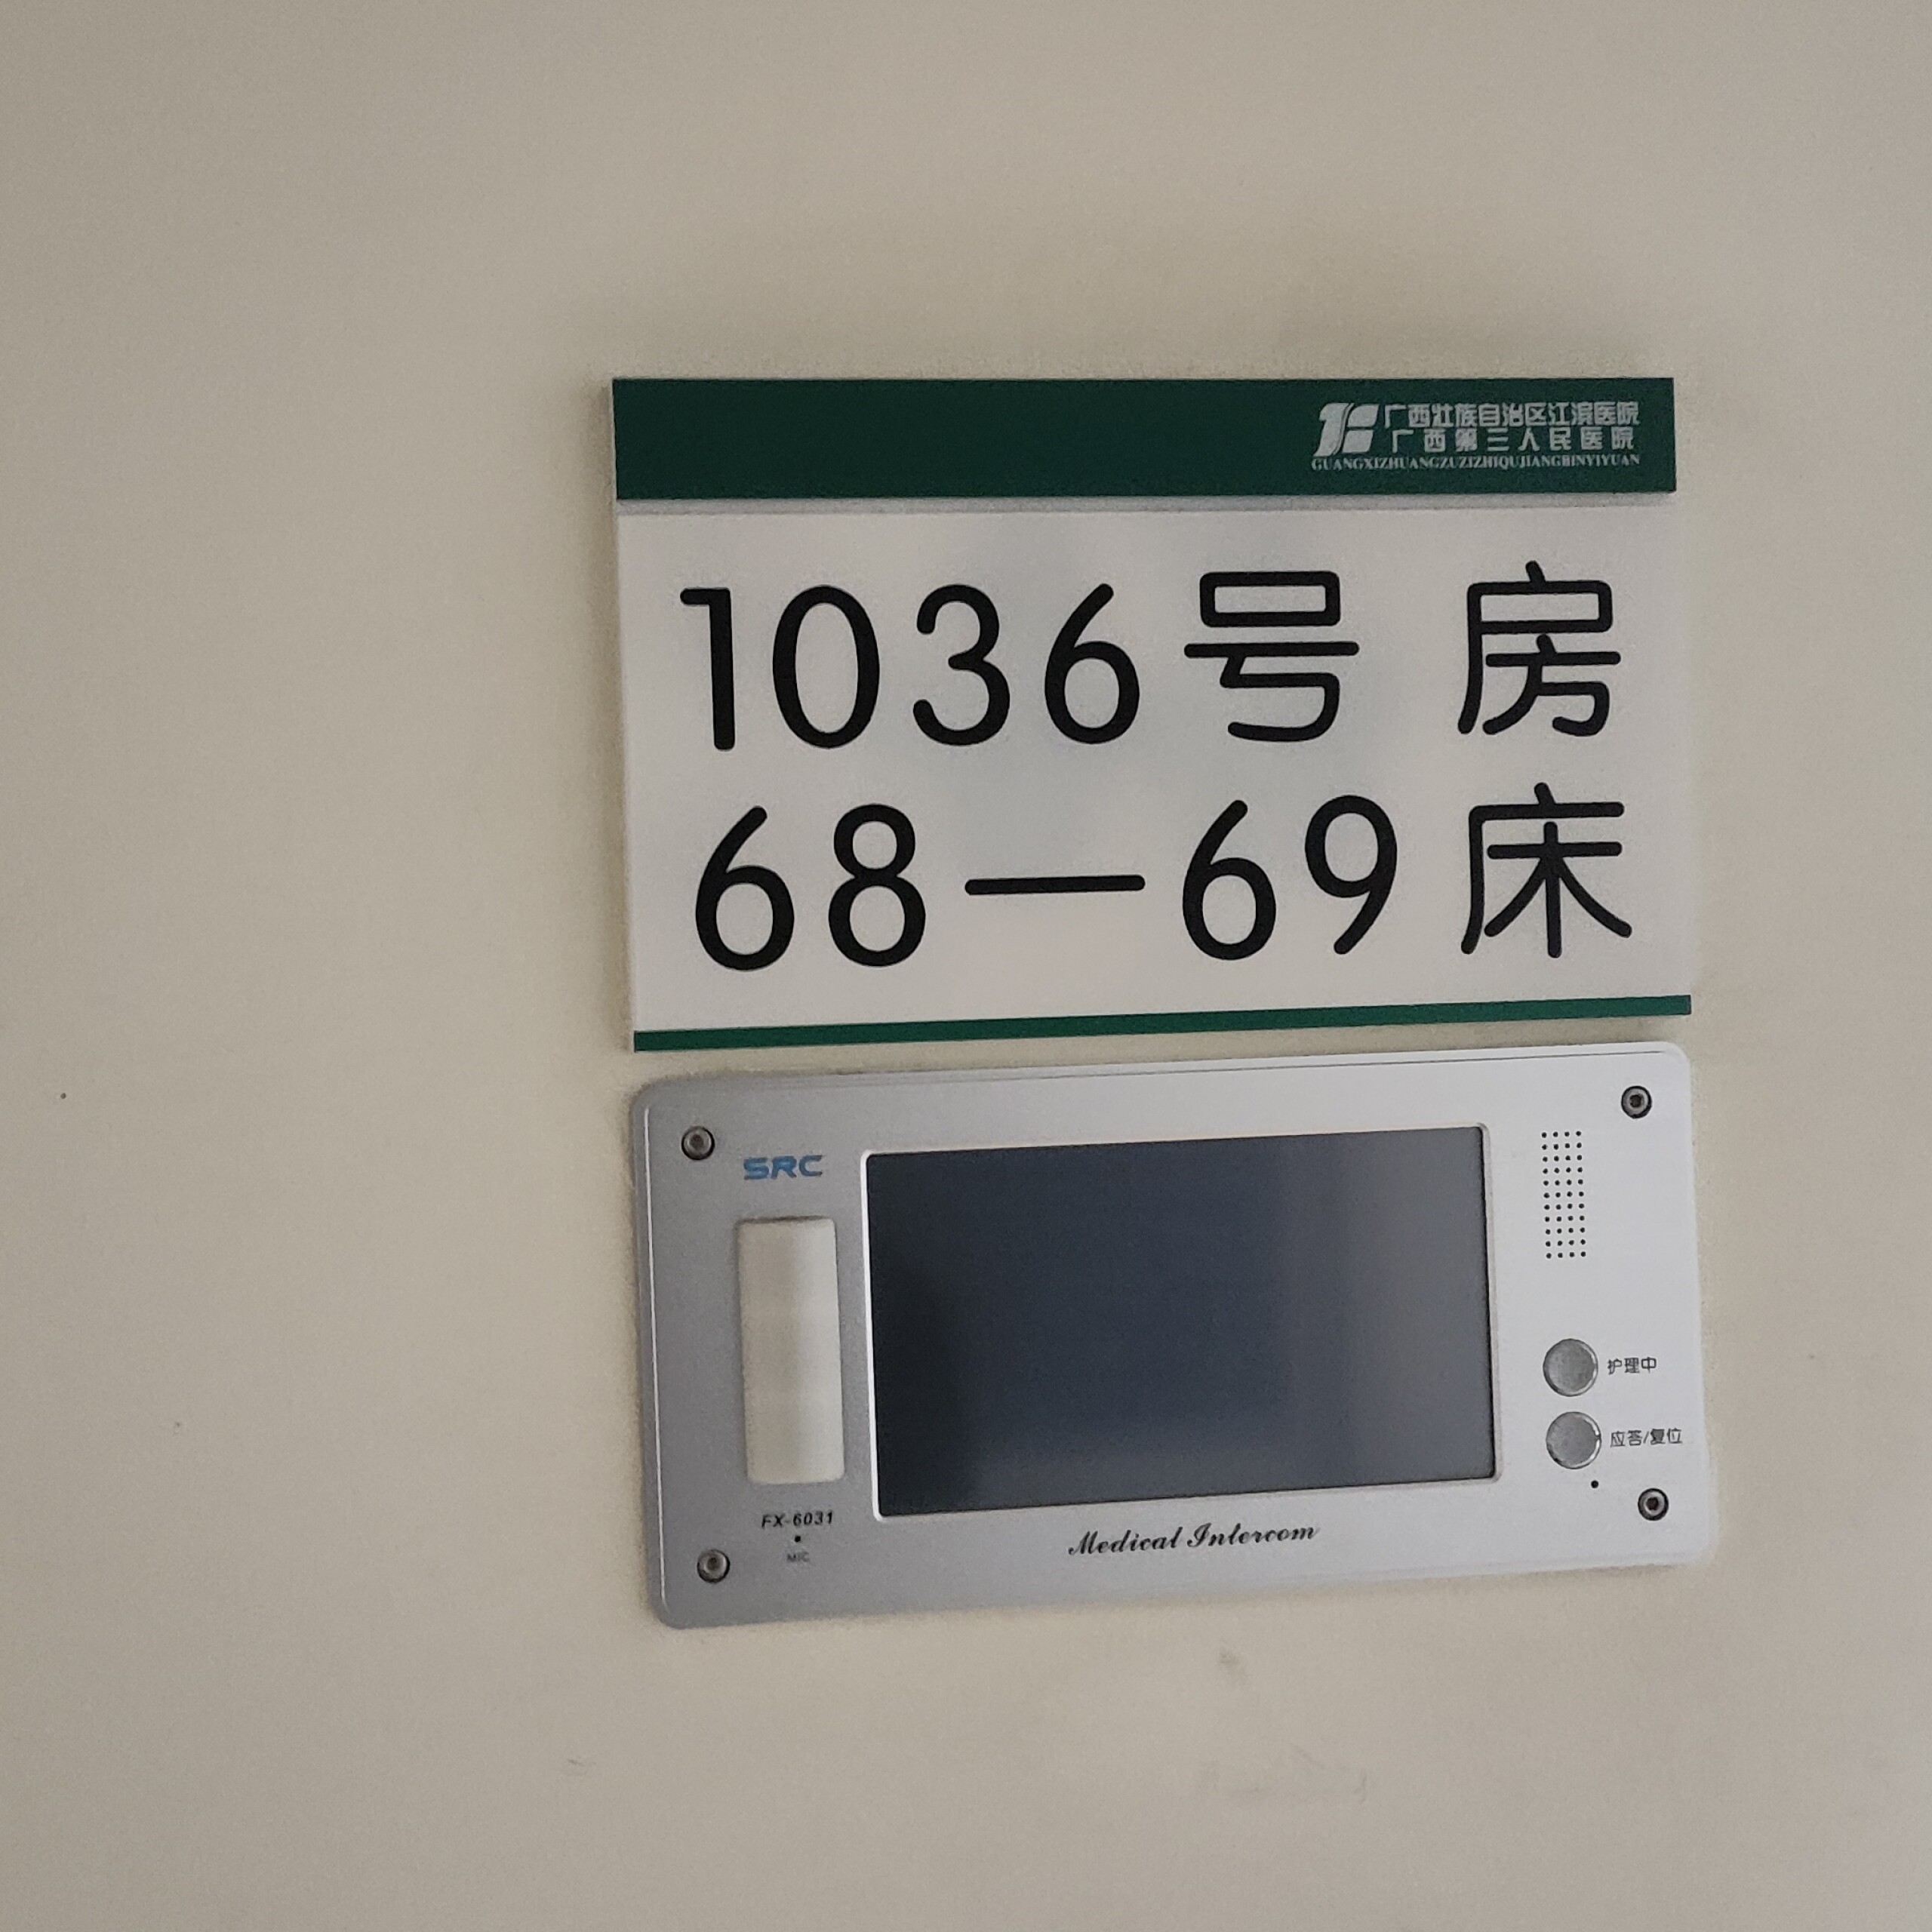 广西壮族自治区江滨医院
广西第三人民医院
GUANGXIZHUANGZUZIZHIQUJIANGBINYIYUAN
1036号 房
68—69床
SRC
护理中
应答/复位
FX-6031
MIC
Medical Intercom